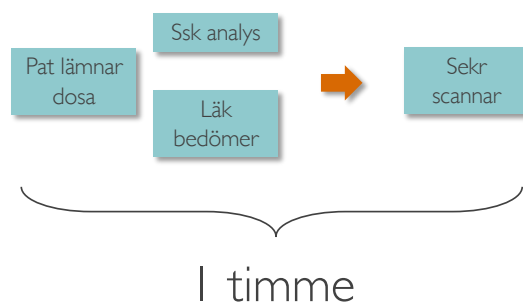 Pat lämnar
dosa
Ssk analys
Läk
bedömer
Sekr
scannar
1 timme